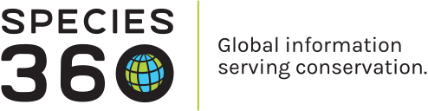 SPECIES
360
Global information
serving conservation.